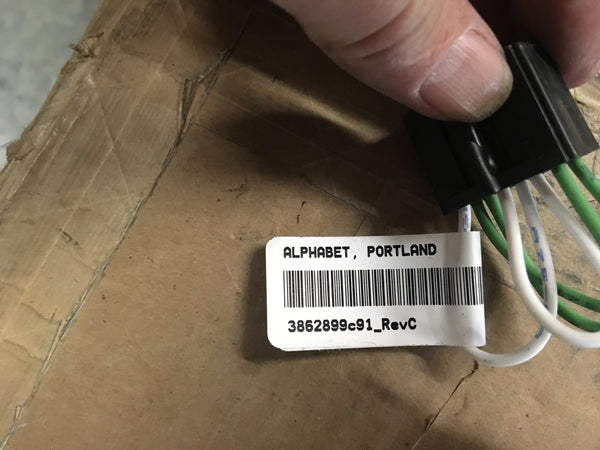 ALPHABET, PORTLAND
3862899c91_RevC